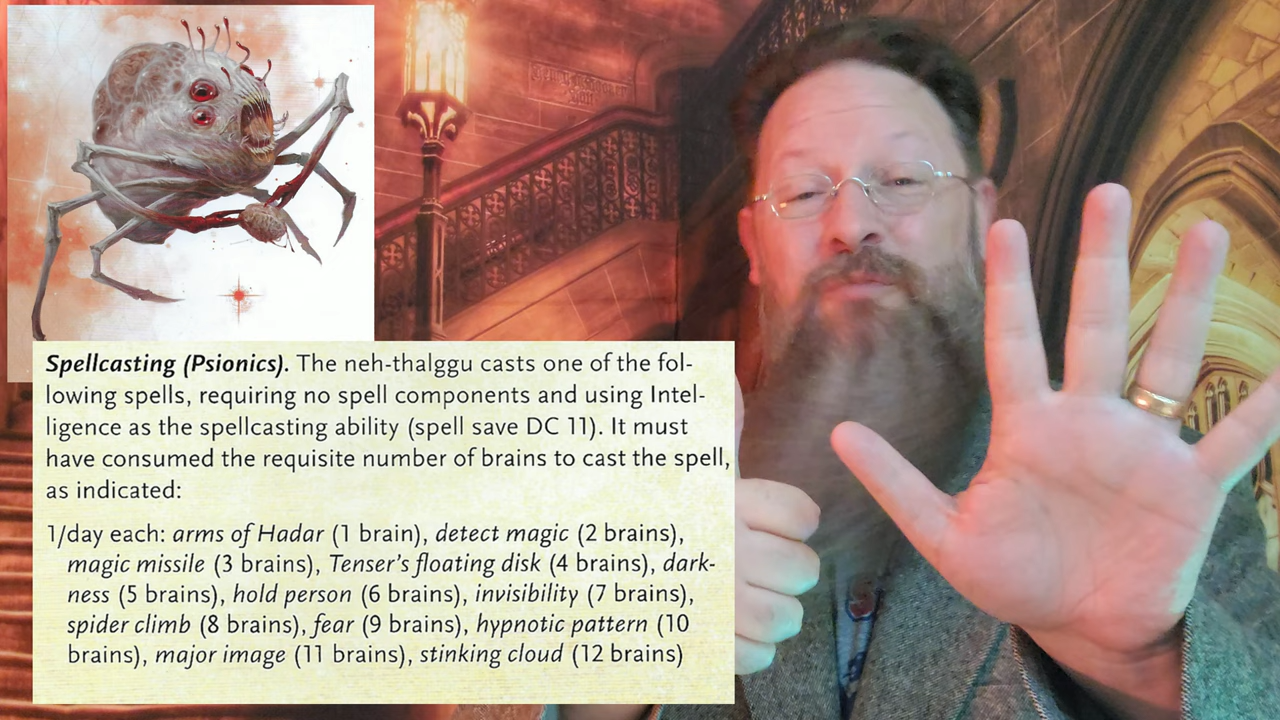 Spellcasting (Psionics). The neh-thalggu casts one of the fol-
lowing spells, requiring no spell components and using Intel-
ligence as the spellcasting ability (spell save DC 11). It must
have consumed the requisite number of brains to cast the spell,
as indicated:
1/day each: arms of Hadar (1 brain), detect magic (2 brains),
magic missile (3 brains), Tenser's floating disk (4 brains), dark-
ness (5 brains), hold person (6 brains), invisibility (7 brains),
spider climb (8 brains), fear (9 brains), hypnotic pattern (10
brains), major image (11 brains), stinking cloud (12 brains)